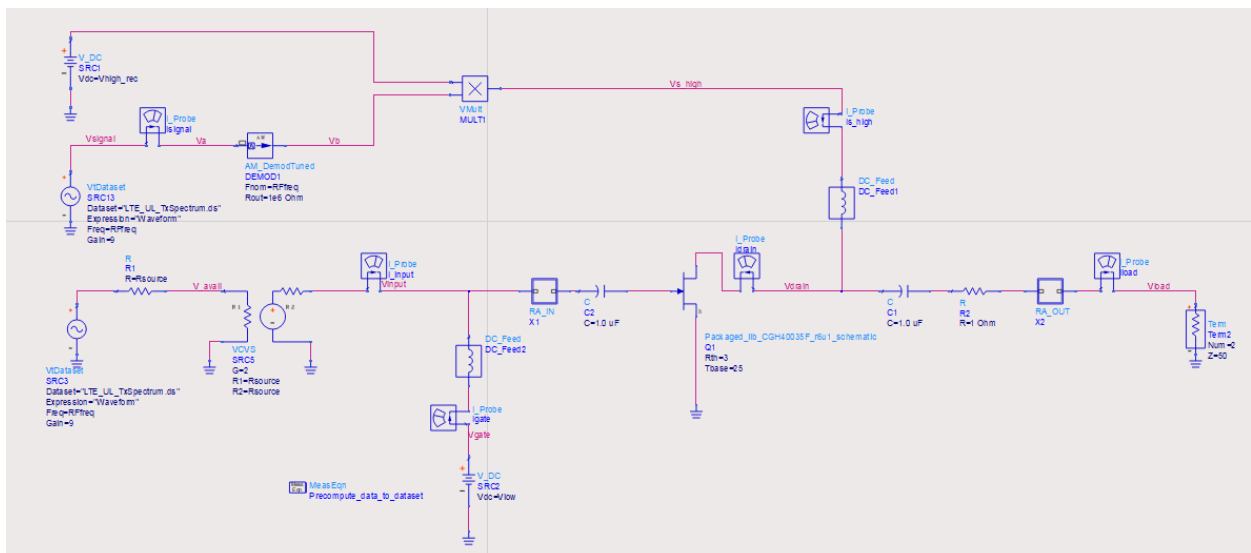 V_DC
SRC1
Vdc=Vhigh_rec
I_Probe
Isignal
Vsignal
Va
Vb
AM_DemodTuned
DEMOD1
Fnom=RFfreq
Rout=1e6 Ohm
VtDataset
SRC13
Dataset="LTE_UL_TxSpectrum.ds"
Expression="Waveform"
Freq=RFfreq
Gain=9
VMult
MULT1
Vs_high
I_Probe
Is_high
DC_Feed
DC_Feed1
R
R1
R=Rsource
V_avail
VtDataset
SRC3
Dataset="LTE_UL_TxSpectrum.ds"
Expression="Waveform"
Freq=RFfreq
Gain=9
R1
R2
VCVS
SRC5
G=2
R1=Rsource
R2=Rsource
I_Probe
I_input
Vinput
DC_Feed
DC_Feed2
I_Probe
Igate
Vgate
V_DC
SRC2
Vdc=Vlow
MeasEqn
Precompute_data_to_dataset
RA_IN
X1
C
C2
C=1.0 uF
I_Probe
Idrain
Vdrain
Packaged_lib_CGH40035F_r6u1_schematic
Q1
Rth=3
Tbase=25
C
C1
C=1.0 uF
R
R2
R=1 Ohm
RA_OUT
X2
I_Probe
Iload
Vload
Term
Term2
Num=2
Z=50